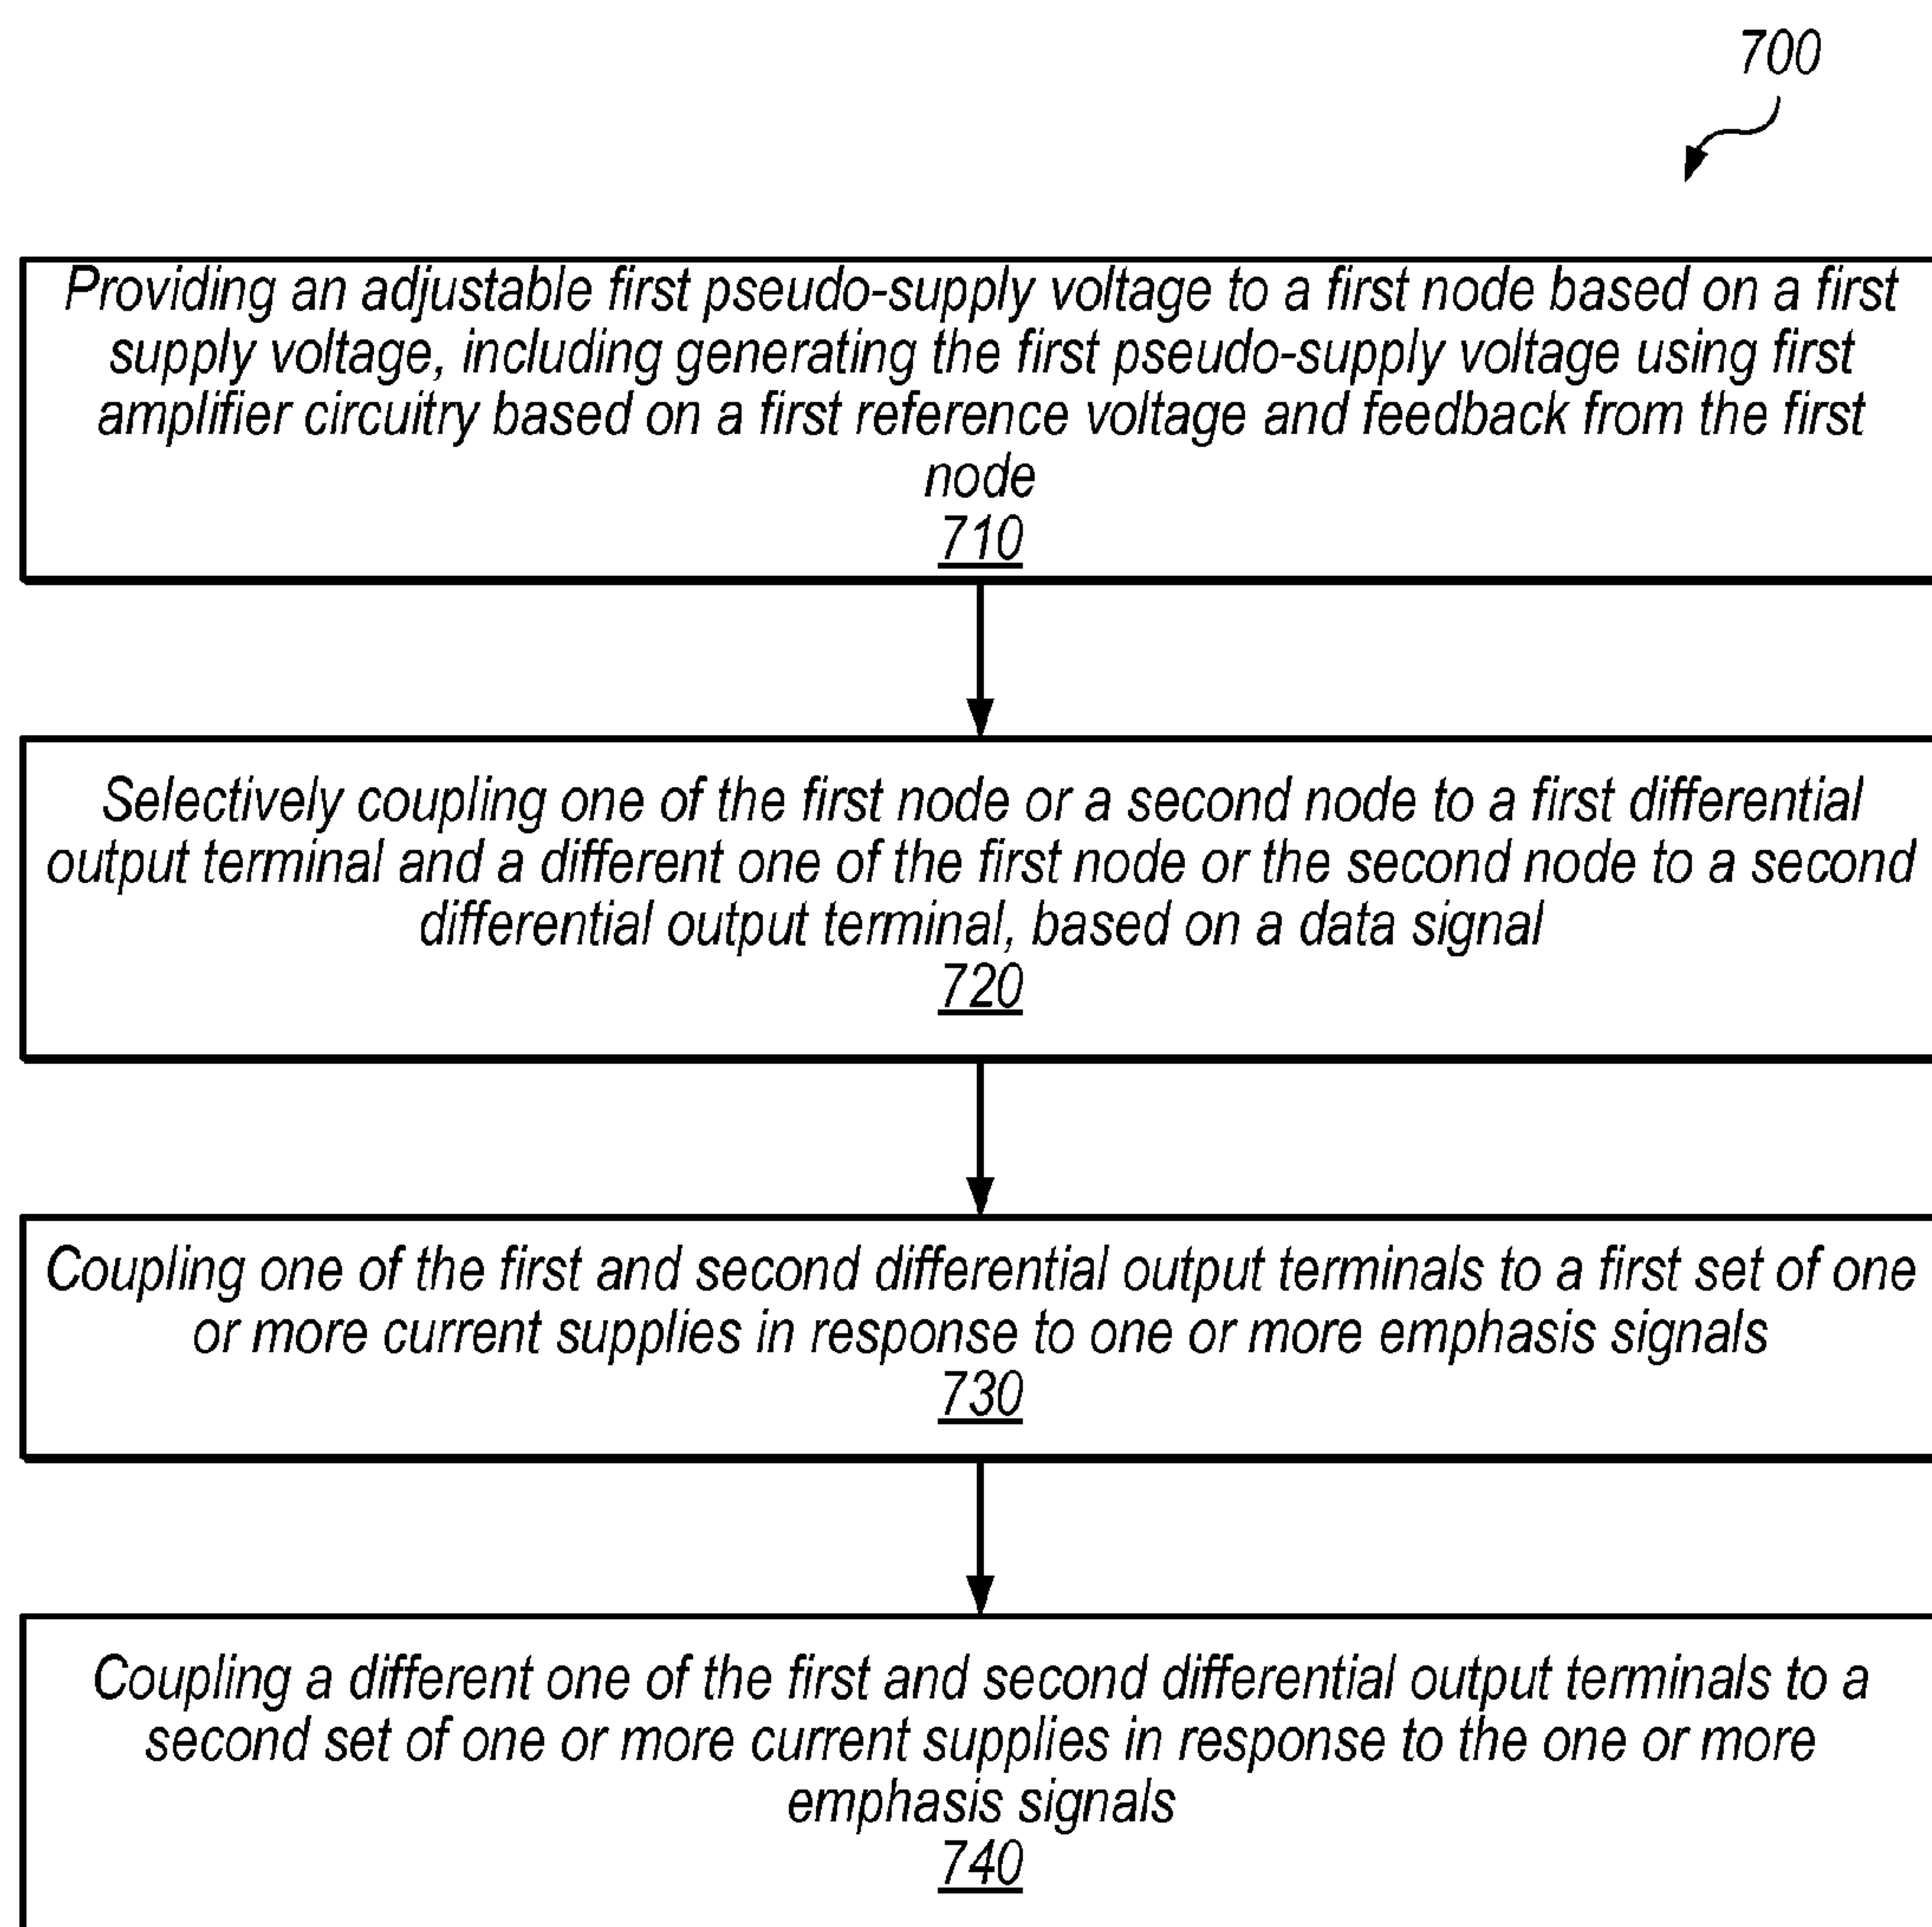 700
Providing an adjustable first pseudo-supply voltage to a first node based on a first
supply voltage, including generating the first pseudo-supply voltage using first
amplifier circuitry based on a first reference voltage and feedback from the first
node
710
Selectively coupling one of the first node or a second node to a first differential
output terminal and a different one of the first node or the second node to a second
differential output terminal, based on a data signal
720
Coupling one of the first and second differential output terminals to a first set of one
or more current supplies in response to one or more emphasis signals
730
Coupling a different one of the first and second differential output terminals to a
second set of one or more current supplies in response to the one or more
emphasis signals
740